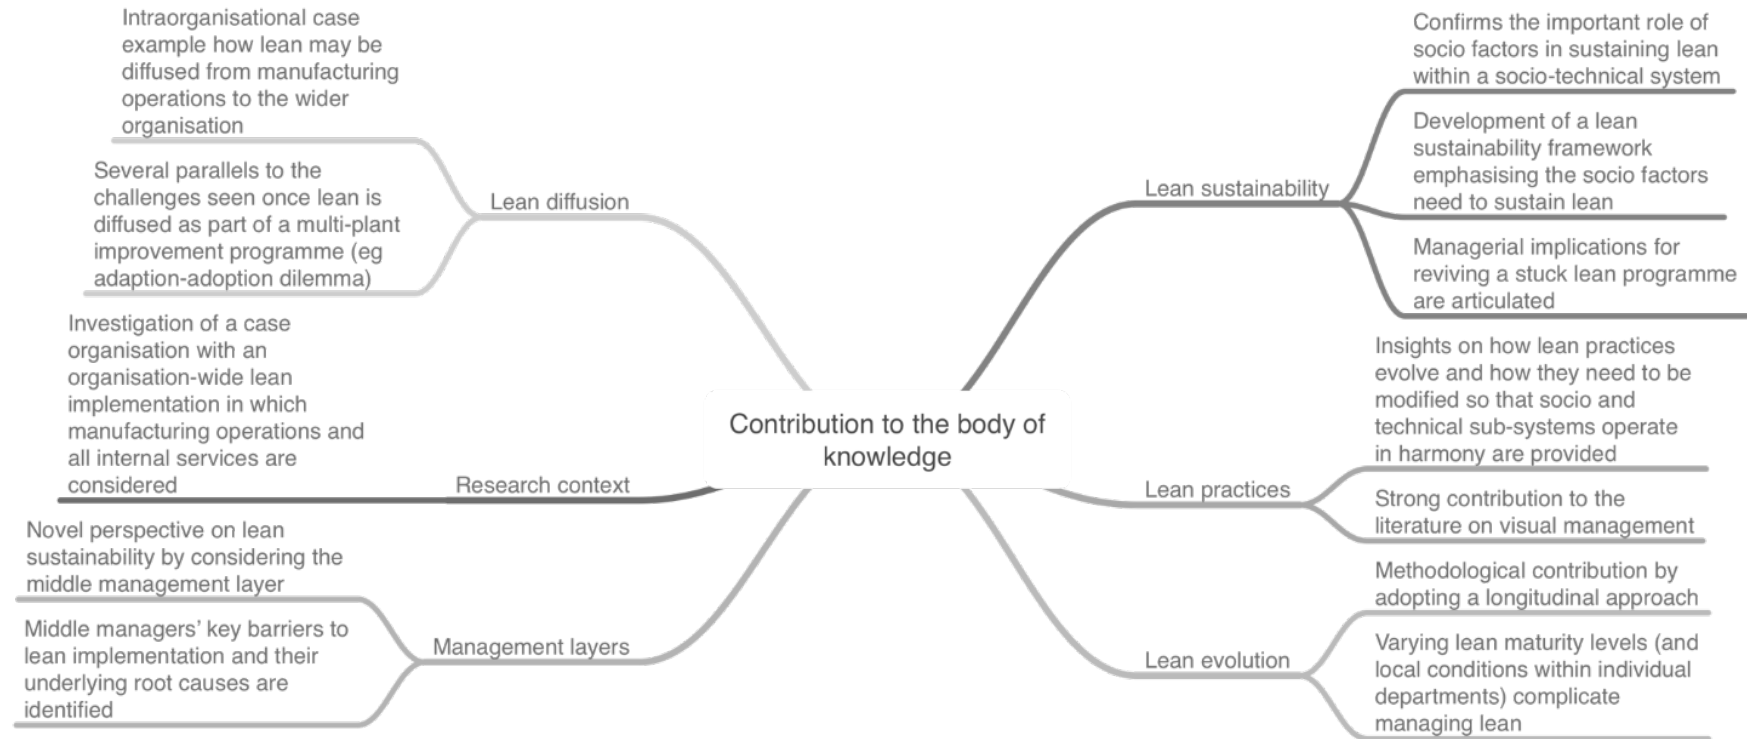 Intraorganisational case
example how lean may be
diffused from manufacturing
operations to the wider
organisation
Several parallels to the
challenges seen once lean is
diffused as part of a multi-plant
improvement programme (eg
adaption-adoption dilemma)
Lean diffusion
Investigation of a case
organisation with an
organisation-wide lean
implementation in which
manufacturing operations and
all internal services are
considered
Research context
Novel perspective on lean
sustainability by considering the
middle management layer
Middle managers’ key barriers to
lean implementation and their
underlying root causes are
identified
Management layers
Contribution to the body of
knowledge
Lean sustainability
Confirms the important role of
socio factors in sustaining lean
within a socio-technical system
Development of a lean
sustainability framework
emphasising the socio factors
need to sustain lean
Managerial implications for
reviving a stuck lean programme
are articulated
Lean practices
Insights on how lean practices
evolve and how they need to be
modified so that socio and
technical sub-systems operate
in harmony are provided
Strong contribution to the
literature on visual management
Lean evolution
Methodological contribution by
adopting a longitudinal approach
Varying lean maturity levels (and
local conditions within individual
departments) complicate
managing lean